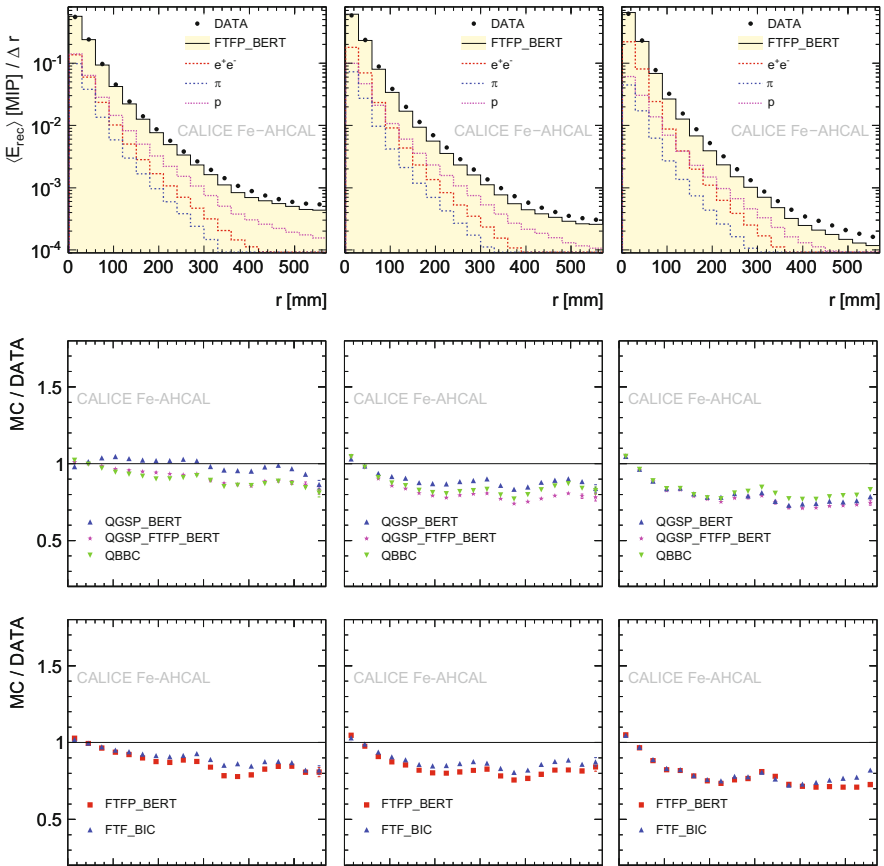 ⟨E_rec⟩ [MIP] / Δ r
10⁻¹
10⁻²
10⁻³
10⁻⁴
DATA
FTFP_BERT
e⁺e⁻
π
p
CALICE Fe−AHCAL
0 100 200 300 400 500
r [mm]
DATA
FTFP_BERT
e⁺e⁻
π
p
CALICE Fe−AHCAL
0 100 200 300 400 500
r [mm]
DATA
FTFP_BERT
e⁺e⁻
π
p
CALICE Fe−AHCAL
0 100 200 300 400 500
r [mm]
MC / DATA
1.5
1
0.5
CALICE Fe-AHCAL
QGSP_BERT
QGSP_FTFP_BERT
QBBC
CALICE Fe-AHCAL
QGSP_BERT
QGSP_FTFP_BERT
QBBC
CALICE Fe-AHCAL
QGSP_BERT
QGSP_FTFP_BERT
QBBC
MC / DATA
1.5
1
0.5
CALICE Fe-AHCAL
FTFP_BERT
FTF_BIC
CALICE Fe-AHCAL
FTFP_BERT
FTF_BIC
CALICE Fe-AHCAL
FTFP_BERT
FTF_BIC